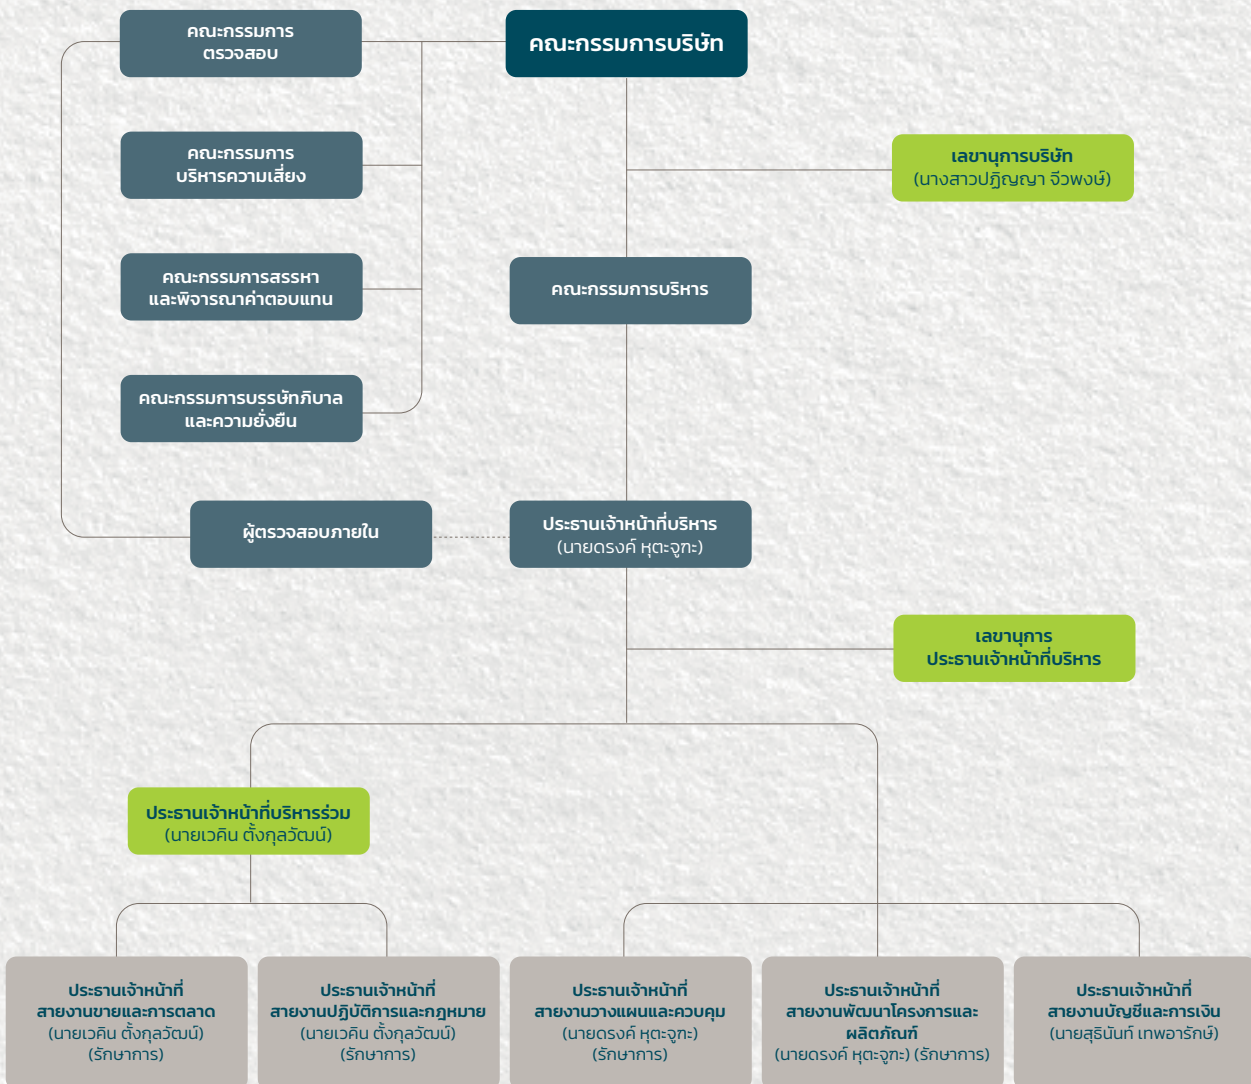 คณะกรรมการ
ตรวจสอบ
คณะกรรมการบริษัท
คณะกรรมการ
บริหารความเสี่ยง
เลขานุการบริษัท
(นางสาวปฏิญญา จีวพงษ์)
คณะกรรมการสรรหา
และพิจารณาค่าตอบแทน
คณะกรรมการบริหาร
คณะกรรมการบรรษัทภิบาล
และความยั่งยืน
ผู้ตรวจสอบภายใน
ประธานเจ้าหน้าที่บริหาร
(นายดรงค์ หุตะจูฑะ)
เลขานุการ
ประธานเจ้าหน้าที่บริหาร
ประธานเจ้าหน้าที่บริหารร่วม
(นายเวคิน ตั้งกุลวัฒน์)
ประธานเจ้าหน้าที่
สายงานขายและการตลาด
(นายเวคิน ตั้งกุลวัฒน์)
(รักษาการ)
ประธานเจ้าหน้าที่
สายงานปฏิบัติการและกฎหมาย
(นายเวคิน ตั้งกุลวัฒน์)
(รักษาการ)
ประธานเจ้าหน้าที่
สายงานวางแผนและควบคุม
(นายดรงค์ หุตะจูฑะ)
(รักษาการ)
ประธานเจ้าหน้าที่
สายงานพัฒนาโครงการและ
ผลิตภัณฑ์
(นายดรงค์ หุตะจูฑะ) (รักษาการ)
ประธานเจ้าหน้าที่
สายงานบัญชีและการเงิน
(นายสุธินันท์ เทพอารักษ์)